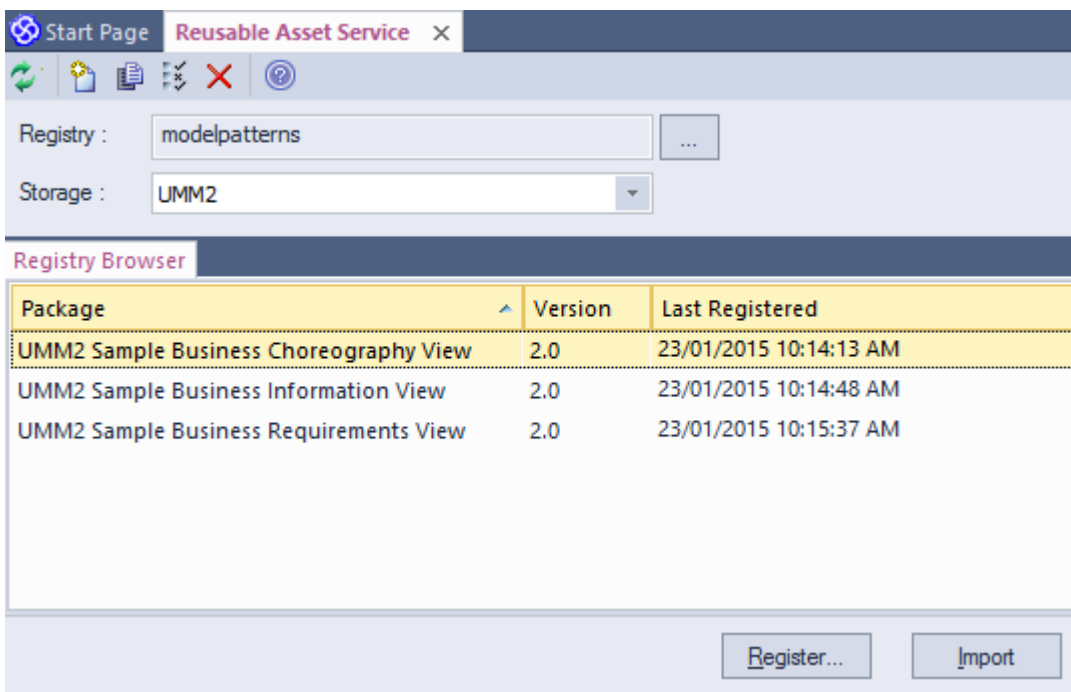 Start Page Reusable Asset Service
Registry : modelpatterns ...
Storage : UMM2
Registry Browser
Package Version Last Registered
UMM2 Sample Business Choreography View 2.0 23/01/2015 10:14:13 AM
UMM2 Sample Business Information View 2.0 23/01/2015 10:14:48 AM
UMM2 Sample Business Requirements View 2.0 23/01/2015 10:15:37 AM
Register... Import